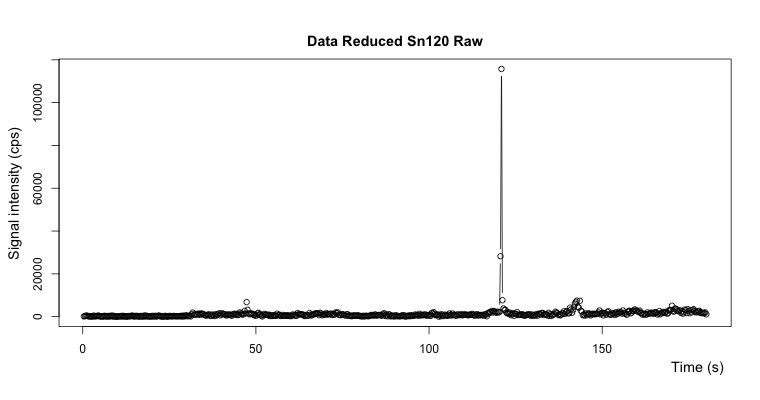 Data Reduced Sn120 Raw
Signal intensity (cps)
100000
60000
20000
0
0 50 100 150
Time (s)